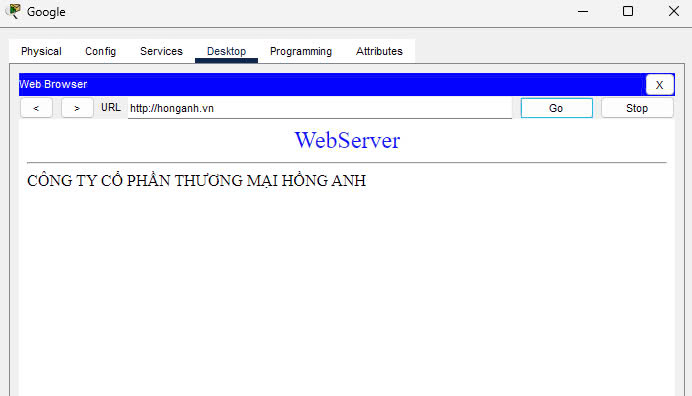 Google
Physical Config Services Desktop Programming Attributes
Web Browser X
< > URL http://honganh.vn Go Stop
WebServer
CÔNG TY CỔ PHẦN THƯƠNG MẠI HỒNG ANH